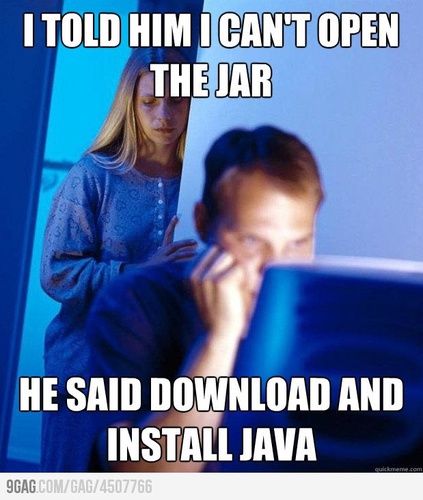 I TOLD HIM I CAN'T OPEN
THE JAR
HE SAID DOWNLOAD AND
INSTALL JAVA
quickmeme.com
9GAG.COM/GAG/4507766